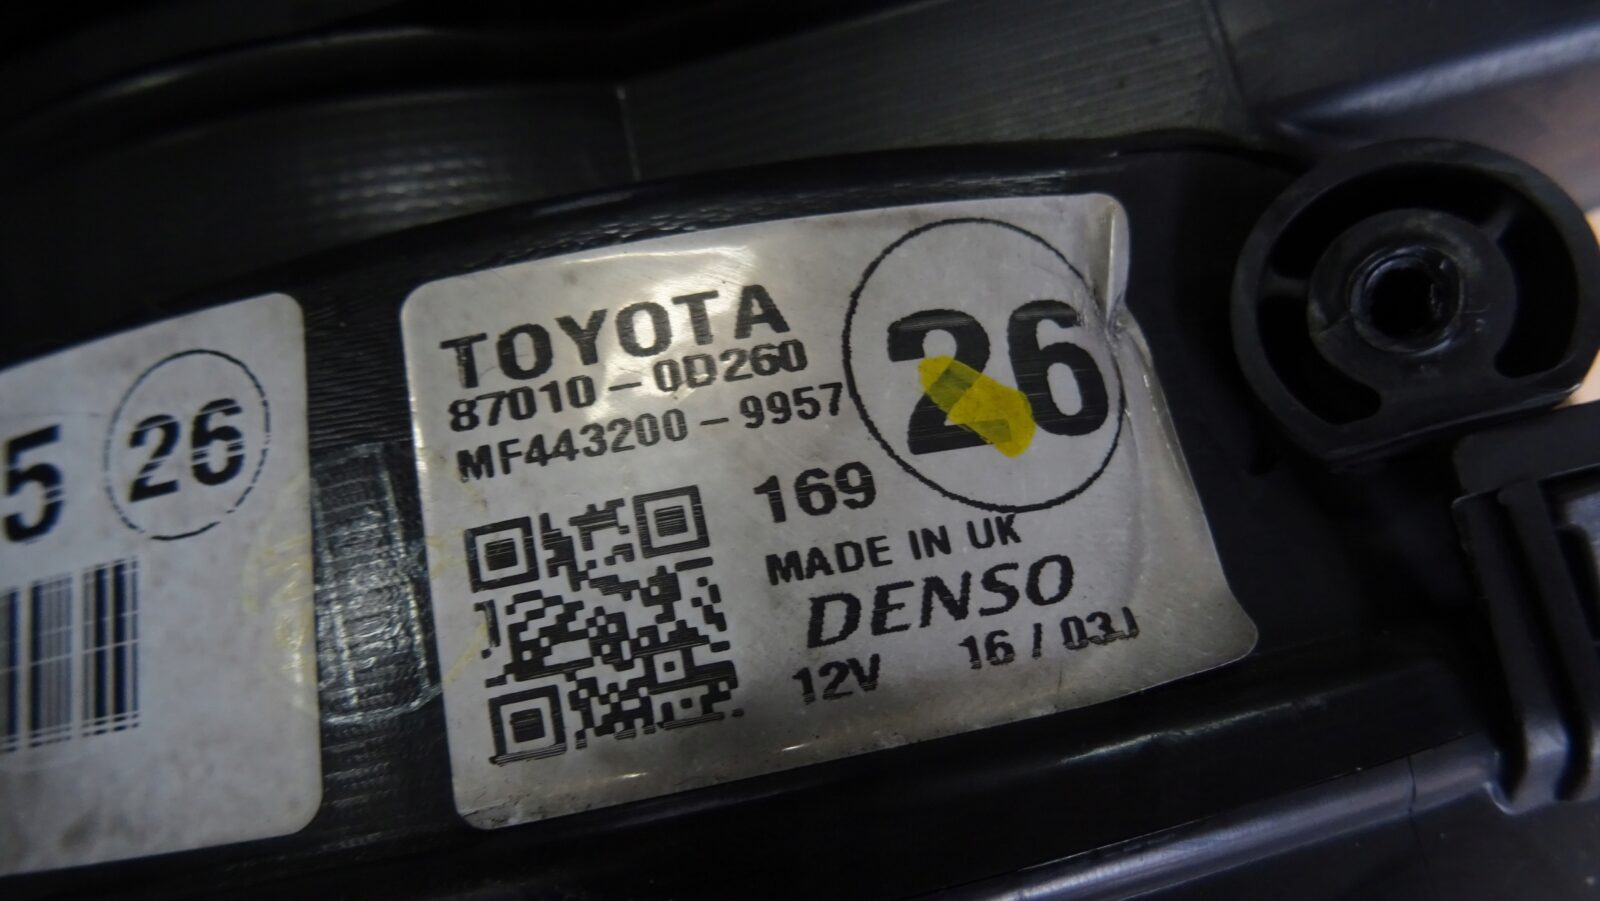 5
26
TOYOTA
87010-0D260
MF443200-9957
26
169
MADE IN UK
DENSO
12V 16 / 03J